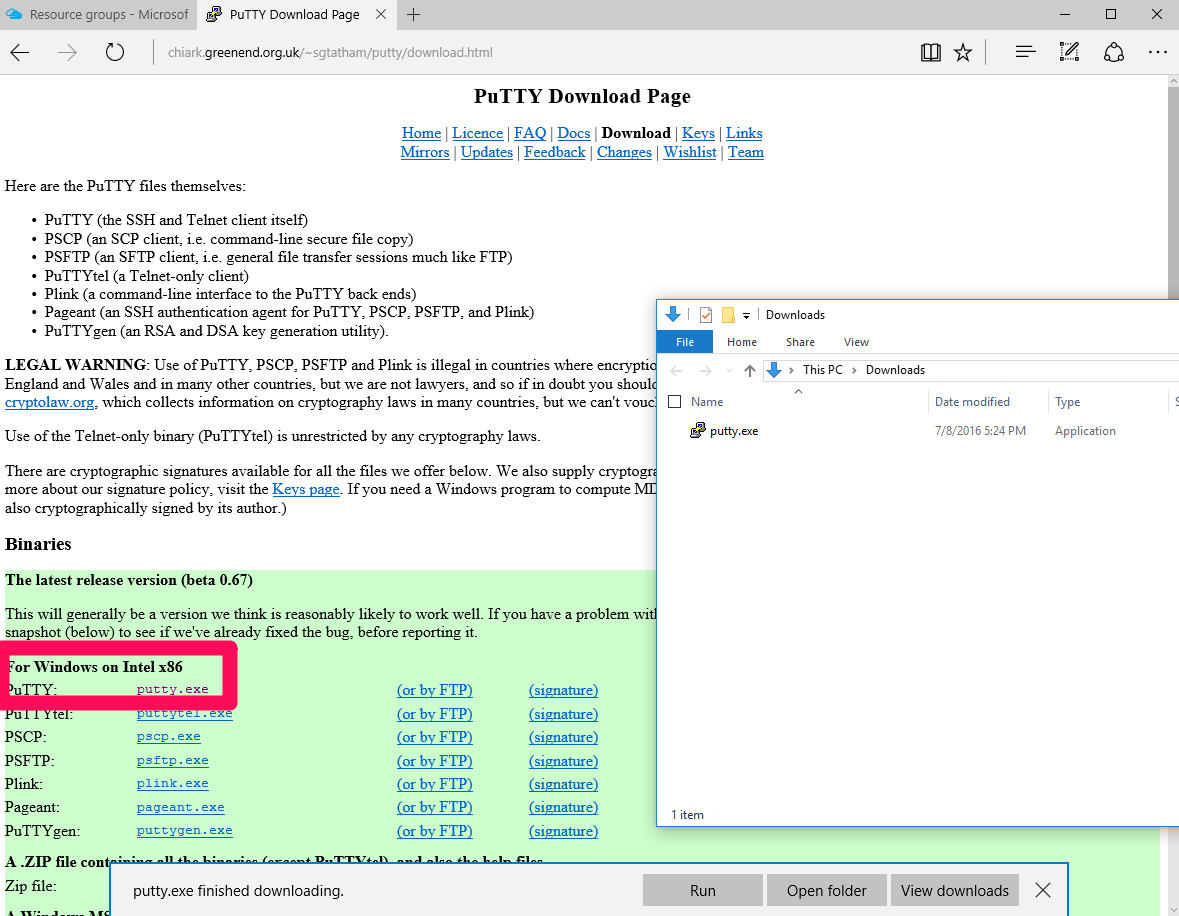 Resource groups - Microsof
PuTTY Download Page
chiark.greenend.org.uk/~sgtatham/putty/download.html
PuTTY Download Page
Home | Licence | FAQ | Docs | Download | Keys | Links
Mirrors | Updates | Feedback | Changes | Wishlist | Team
Here are the PuTTY files themselves:
• PuTTY (the SSH and Telnet client itself)
• PSCP (an SCP client, i.e. command-line secure file copy)
• PSFTP (an SFTP client, i.e. general file transfer sessions much like FTP)
• PuTTYtel (a Telnet-only client)
• Plink (a command-line interface to the PuTTY back ends)
• Pageant (an SSH authentication agent for PuTTY, PSCP, PSFTP, and Plink)
• PuTTYgen (an RSA and DSA key generation utility).
LEGAL WARNING: Use of PuTTY, PSCP, PSFTP and Plink is illegal in countries where encryptio
England and Wales and in many other countries, but we are not lawyers, and so if in doubt you shoul
cryptolaw.org, which collects information on cryptography laws in many countries, but we can't vouc
Use of the Telnet-only binary (PuTTYtel) is unrestricted by any cryptography laws.
There are cryptographic signatures available for all the files we offer below. We also supply cryptogra
more about our signature policy, visit the Keys page. If you need a Windows program to compute MD
also cryptographically signed by its author.)
Binaries
The latest release version (beta 0.67)
This will generally be a version we think is reasonably likely to work well. If you have a problem wit
snapshot (below) to see if we've already fixed the bug, before reporting it.
For Windows on Intel x86
PuTTY: putty.exe (or by FTP) (signature)
PuTTYtel: puttytel.exe (or by FTP) (signature)
PSCP: pscp.exe (or by FTP) (signature)
PSFTP: psftp.exe (or by FTP) (signature)
Plink: plink.exe (or by FTP) (signature)
Pageant: pageant.exe (or by FTP) (signature)
PuTTYgen: puttygen.exe (or by FTP) (signature)
A .ZIP file containing all the binaries (except PuTTYtel), and also the help files
Zip file:
A Windows MS
Downloads
File Home Share View
This PC > Downloads
Name Date modified Type S
putty.exe 7/8/2016 5:24 PM Application
1 item
putty.exe finished downloading.
Run
Open folder
View downloads